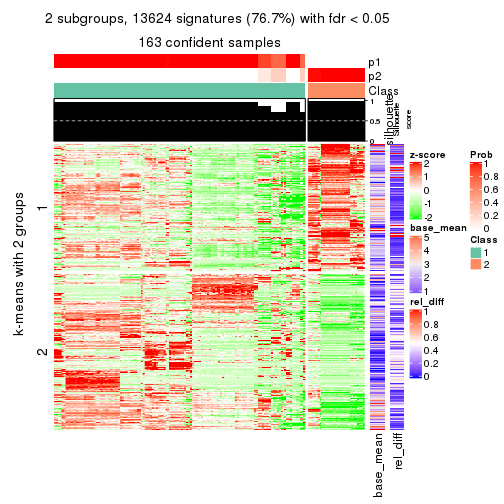 2 subgroups, 13624 signatures (76.7%) with fdr < 0.05
163 confident samples
p1
p2
Class
1
0.5
0
silhouette
Silhouette
score
k-means with 2 groups
1
2
z-score
2
1
0
-1
-2
base_mean
5
4
3
2
1
rel_diff
1
0.8
0.6
0.4
0.2
0
Prob
1
0.8
0.6
0.4
0.2
0
Class
1
2
base_mean
rel_diff